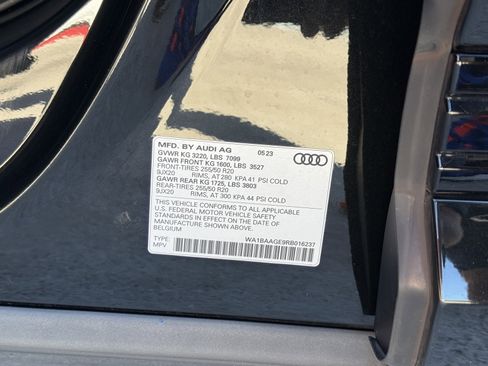 MFD. BY AUDI AG 05 23
GVWR KG 3220, LBS 7099
GAWR FRONT KG 1600, LBS 3527
FRONT-TIRES 255/50 R20
9JX20 RIMS, AT 280 KPA 41 PSI COLD
GAWR REAR KG 1725, LBS 3803
REAR-TIRES 255/50 R20
9JX20 RIMS, AT 300 KPA 44 PSI COLD
THIS VEHICLE CONFORMS TO ALL APPLICABLE
U.S. FEDERAL MOTOR VEHICLE SAFETY
STANDARDS IN EFFECT ON THE DATE OF
MANUFACTURE SHOWN ABOVE.
BELGIUM
TYPE: WA1BAAGE9RB016237
MPV